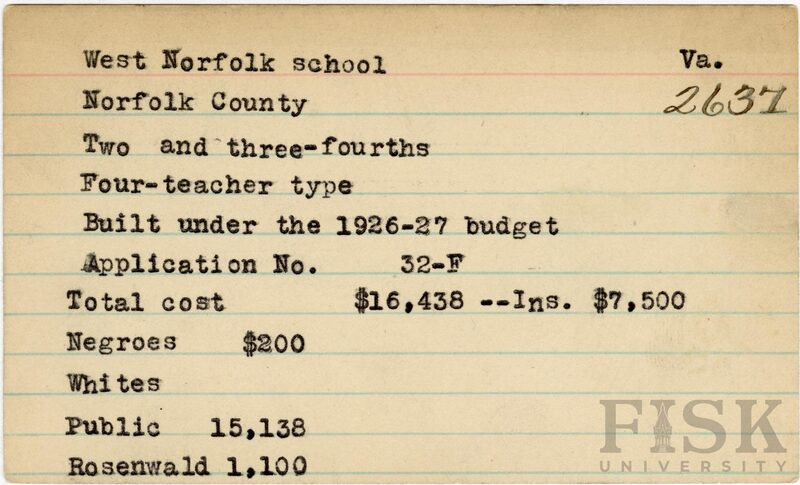 West Norfolk school Va.
Norfolk County 2637
Two and three-fourths
Four-teacher type
Built under the 1926-27 budget
Application No. 32-F
Total cost $16,438 --Ins. $7,500
Negroes $200
Whites
Public 15,138
Rosenwald 1,100
FISK
UNIVERSITY